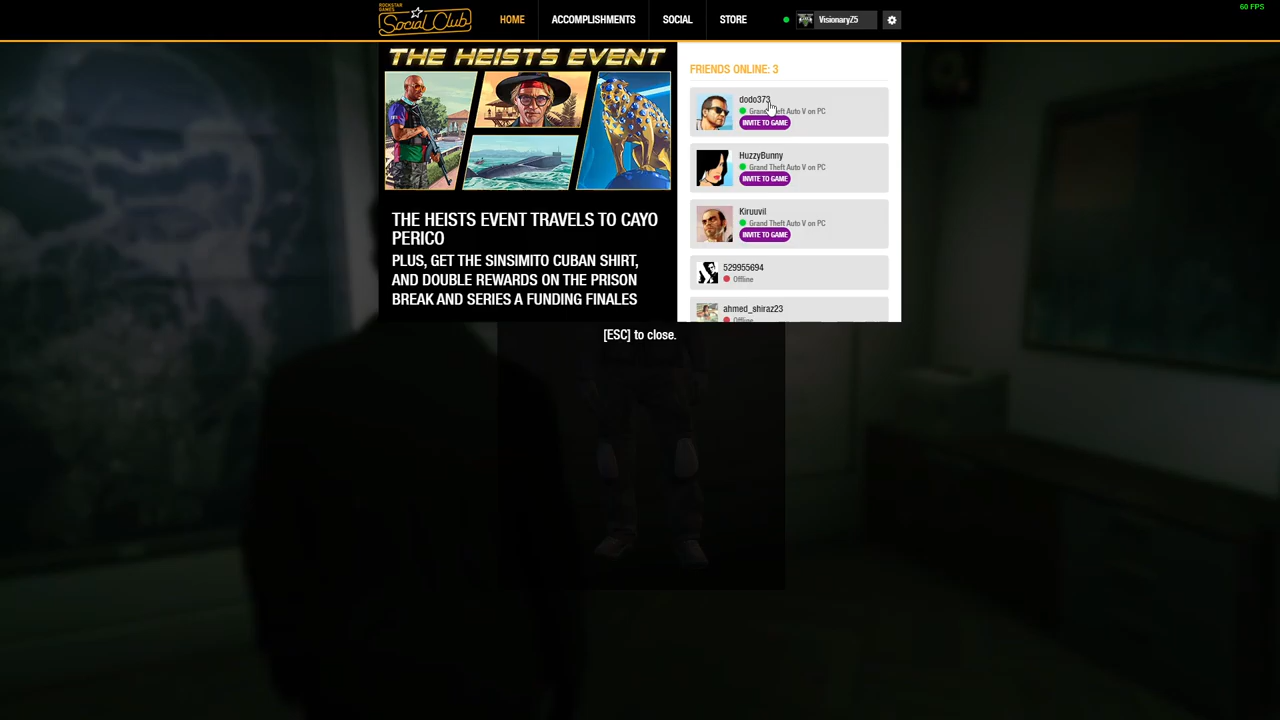 60 FPS
ROCKSTAR
GAMES
Social Club
HOME
ACCOMPLISHMENTS
SOCIAL
STORE
VisionaryZ5
THE HEISTS EVENT
THE HEISTS EVENT TRAVELS TO CAYO
PERICO
PLUS, GET THE SINSIMITO CUBAN SHIRT,
AND DOUBLE REWARDS ON THE PRISON
BREAK AND SERIES A FUNDING FINALES
FRIENDS ONLINE: 3
dodo373
Grand Theft Auto V on PC
INVITE TO GAME
HuzzyBunny
Grand Theft Auto V on PC
INVITE TO GAME
Kiruuvil
Grand Theft Auto V on PC
INVITE TO GAME
529955694
Offline
ahmed_shiraz23
Offline
[ESC] to close.